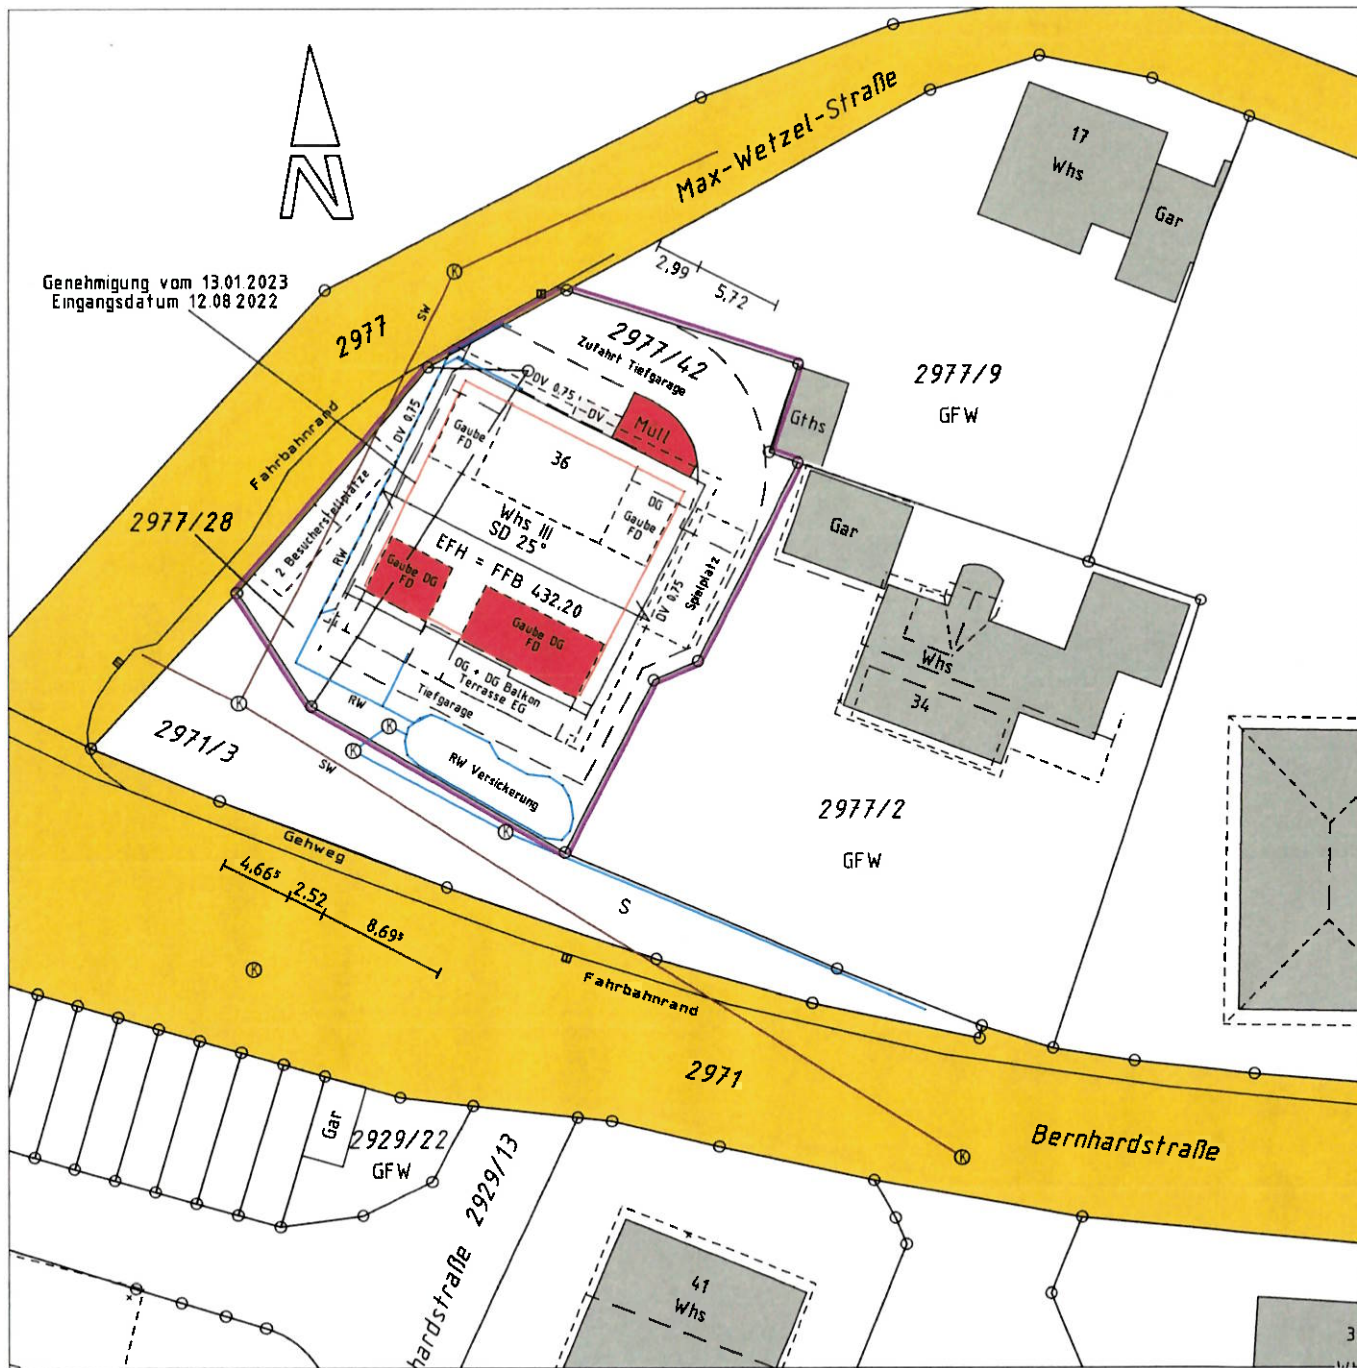 N
Max-Wetzel-Straße
17
Whs
Gar
Genehmigung vom 13.01.2023
Eingangsdatum 12.08.2022
2977
SW
2,99
5,72
2977/42
Zufahrt Tiefgarage
2977/9
GFW
Gths
DV 0,75
DV
Müll
Gaube
FD
36
DV 0,75
Fahrbahnrand
2 Besucherstellplätze
2977/28
RW
Whs III
SD 25°
EFH = FFB 432.20
DG
Gaube
FD
Gaube DG
FD
Gaube DG
FD
DV 0,75
Spielplatz
Gar
Whs
34
OG + DG Balkon
Terrasse EG
Tiefgarage
RW
K
K
K
K
K
RW Versickerung
SW
2971/3
2977/2
GFW
Gehweg
4.66⁵
2.52
8.69⁵
S
K
Fahrbahnrand
2971
Bernhardstraße
K
Gar
2929/22
GFW
2929/13
hardstraße
41
Whs
3